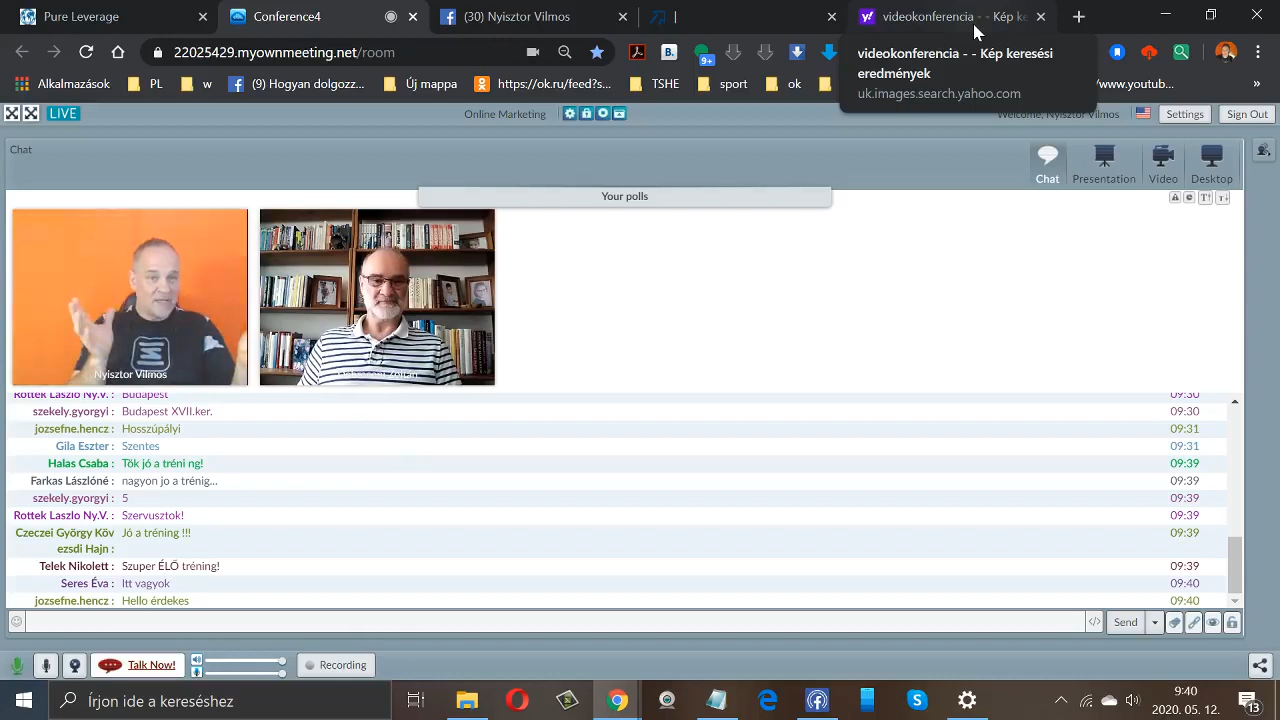 Pure Leverage
Conference4
(30) Nyisztor Vilmos
videokonferencia - - Kép ke
22025429.myownmeeting.net/room
videokonferencia - - Kép keresési
eredmények
uk.images.search.yahoo.com
9+
B.
Alkalmazások
PL
w
(9) Hogyan dolgozz...
Új mappa
https://ok.ru/feed?s...
TSHE
sport
ok
/www.youtub...
»
LIVE
Online Marketing
Welcome, Nyisztor Vilmos
Settings
Sign Out
Chat
Chat
Presentation
Video
Desktop
Your polls
Nyisztor Vilmos
Rottek Laszlo Ny.V. : Budapest 09:30
szekely.gyorgyi : Budapest XVII.ker. 09:30
jozsefne.hencz : Hosszúpályi 09:31
Gila Eszter : Szentes 09:31
Halas Csaba : Tök jó a tréni ng! 09:39
Farkas Lászlóné : nagyon jo a trénig... 09:39
szekely.gyorgyi : 5 09:39
Rottek Laszlo Ny.V. : Szervusztok! 09:39
Czeczei György Köv Jó a tréning !!! 09:39
ezsdi Hajn :
Telek Nikolett : Szuper ÉLŐ tréning! 09:39
Seres Éva : Itt vagyok 09:40
jozsefne.hencz : Hello érdekes 09:40
Send
Talk Now!
Recording
Írjon ide a kereséshez
9:40
2020. 05. 12.
13